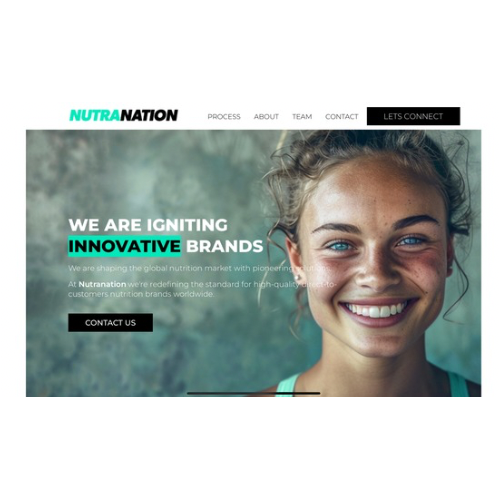 NUTRANATION
PROCESS ABOUT TEAM CONTACT LETS CONNECT
WE ARE IGNITING
INNOVATIVE BRANDS
We are shaping the global nutrition market with pioneering
At Nutranation we're redefining the standard for high-quality direct-to-
customers nutrition brands worldwide.
CONTACT US